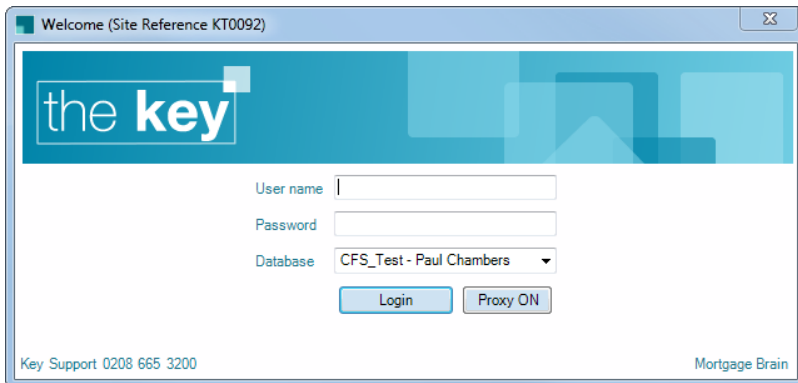 Welcome (Site Reference KT0092)
the key
User name
Password
Database CFS_Test - Paul Chambers
Login Proxy ON
Key Support 0208 665 3200 Mortgage Brain